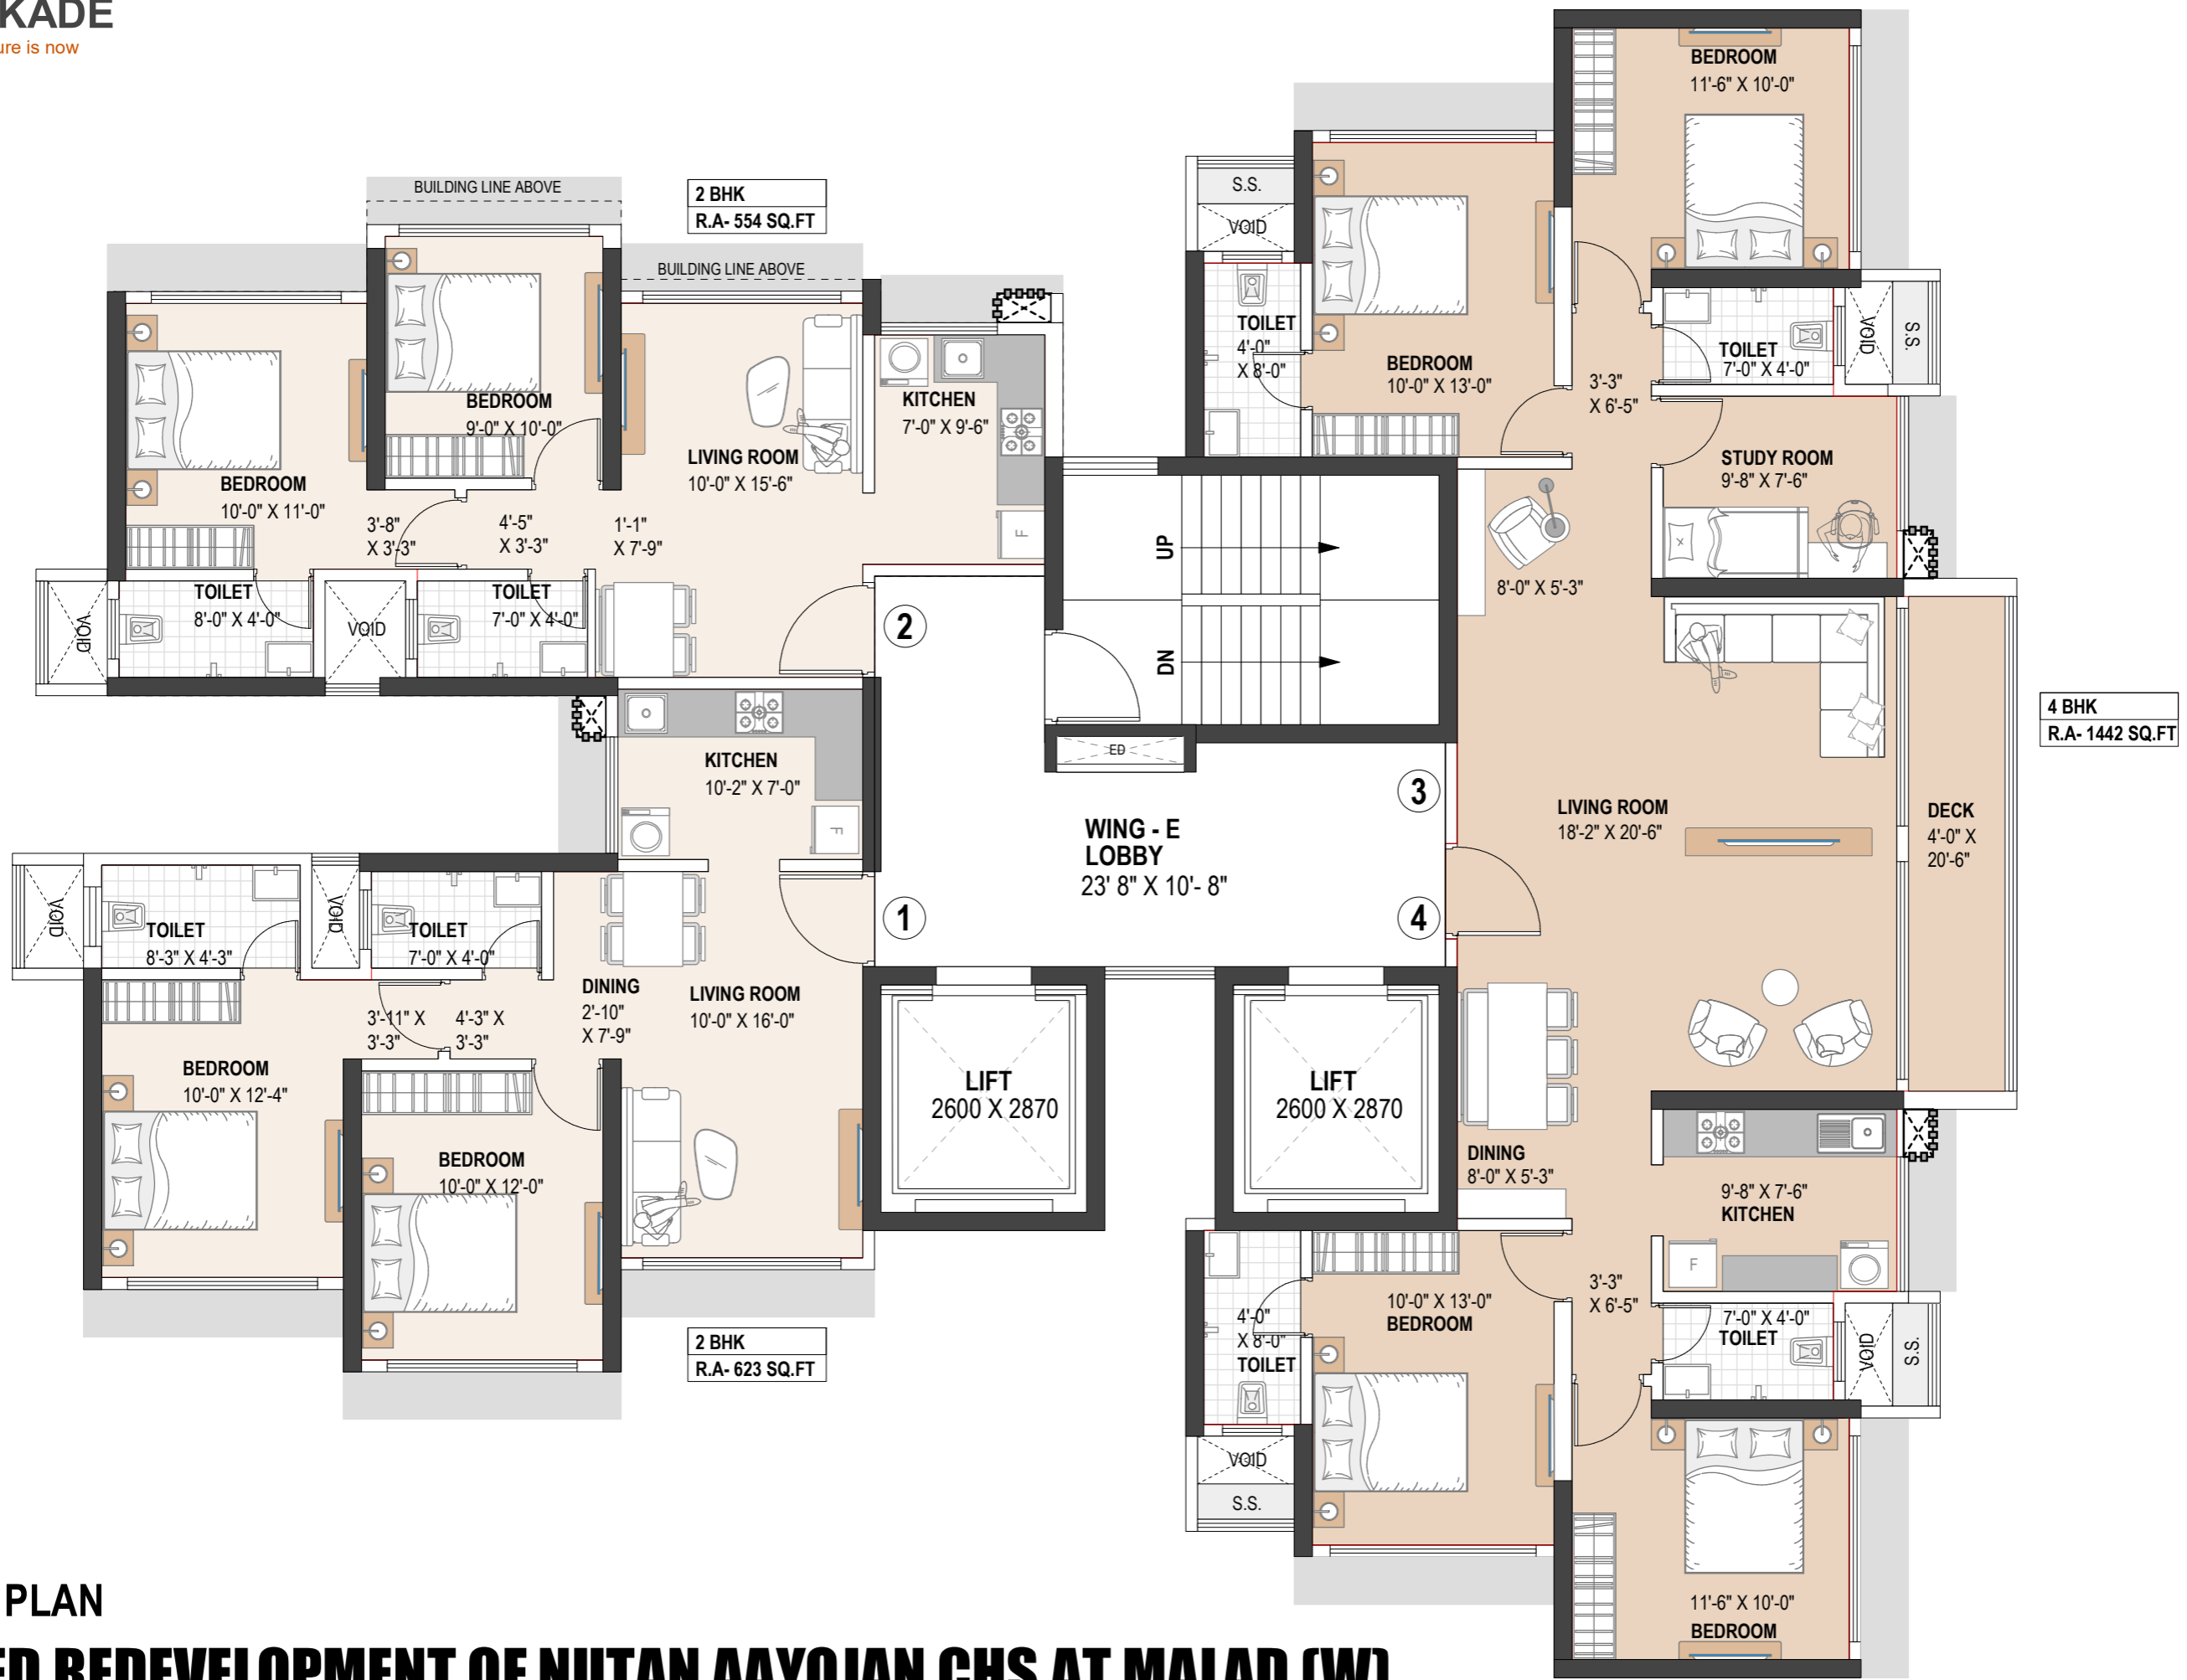 KADE
ure is now
BUILDING LINE ABOVE
2 BHK
R.A- 554 SQ.FT
BUILDING LINE ABOVE
BEDROOM
10'-0" X 11'-0"
BEDROOM
9'-0" X 10'-0"
LIVING ROOM
10'-0" X 15'-6"
KITCHEN
7'-0" X 9'-6"
F
3'-8"
X 3'-3"
4'-5"
X 3'-3"
1'-1"
X 7'-9"
VOID
TOILET
8'-0" X 4'-0"
VOID
TOILET
7'-0" X 4'-0"
2
UP
DN
ED
KITCHEN
10'-2" X 7'-0"
F
WING - E
LOBBY
23' 8" X 10'- 8"
3
1
4
VOID
TOILET
8'-3" X 4'-3"
VOID
TOILET
7'-0" X 4'-0"
DINING
2'-10"
X 7'-9"
LIVING ROOM
10'-0" X 16'-0"
3'-11" X
3'-3"
4'-3" X
3'-3"
BEDROOM
10'-0" X 12'-4"
BEDROOM
10'-0" X 12'-0"
LIFT
2600 X 2870
LIFT
2600 X 2870
2 BHK
R.A- 623 SQ.FT
BEDROOM
11'-6" X 10'-0"
S.S.
VOID
TOILET
4'-0"
X 8'-0"
BEDROOM
10'-0" X 13'-0"
3'-3"
X 6'-5"
TOILET
7'-0" X 4'-0"
VOID
S.S.
STUDY ROOM
9'-8" X 7'-6"
8'-0" X 5'-3"
4 BHK
R.A- 1442 SQ.FT
LIVING ROOM
18'-2" X 20'-6"
DECK
4'-0" X
20'-6"
DINING
8'-0" X 5'-3"
9'-8" X 7'-6"
KITCHEN
F
3'-3"
X 6'-5"
7'-0" X 4'-0"
TOILET
VOID
S.S.
4'-0"
X 8'-0"
TOILET
10'-0" X 13'-0"
BEDROOM
VOID
S.S.
11'-6" X 10'-0"
BEDROOM
PLAN
ED REDEVELOPMENT OF NUTAN AAYOJAN CHS AT MALAD (W)